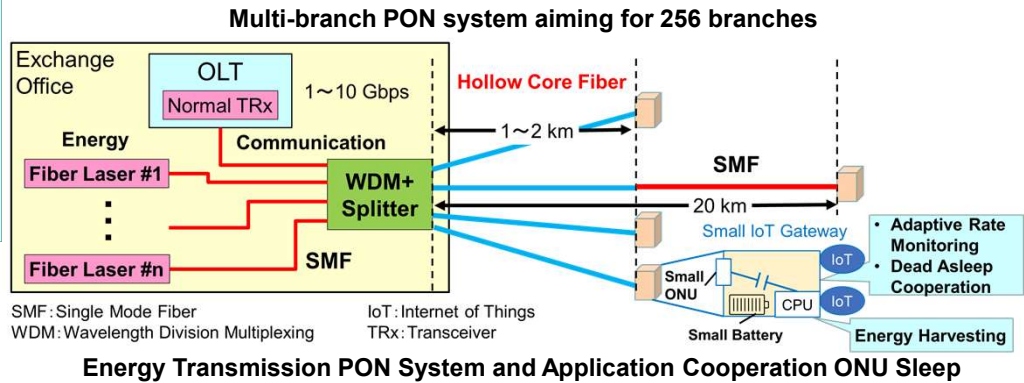 Multi-branch PON system aiming for 256 branches
Exchange
Office
OLT
Normal TRx
1～10 Gbps
Hollow Core Fiber
Energy
Communication
1～2 km
Fiber Laser #1
WDM+
Splitter
SMF
20 km
Fiber Laser #n
SMF
Small IoT Gateway
Small
ONU
CPU
Small Battery
IoT
IoT
• Adaptive Rate
Monitoring
• Dead Asleep
Cooperation
Energy Harvesting
SMF:Single Mode Fiber
IoT:Internet of Things
WDM:Wavelength Division Multiplexing
TRx:Transceiver
Energy Transmission PON System and Application Cooperation ONU Sleep